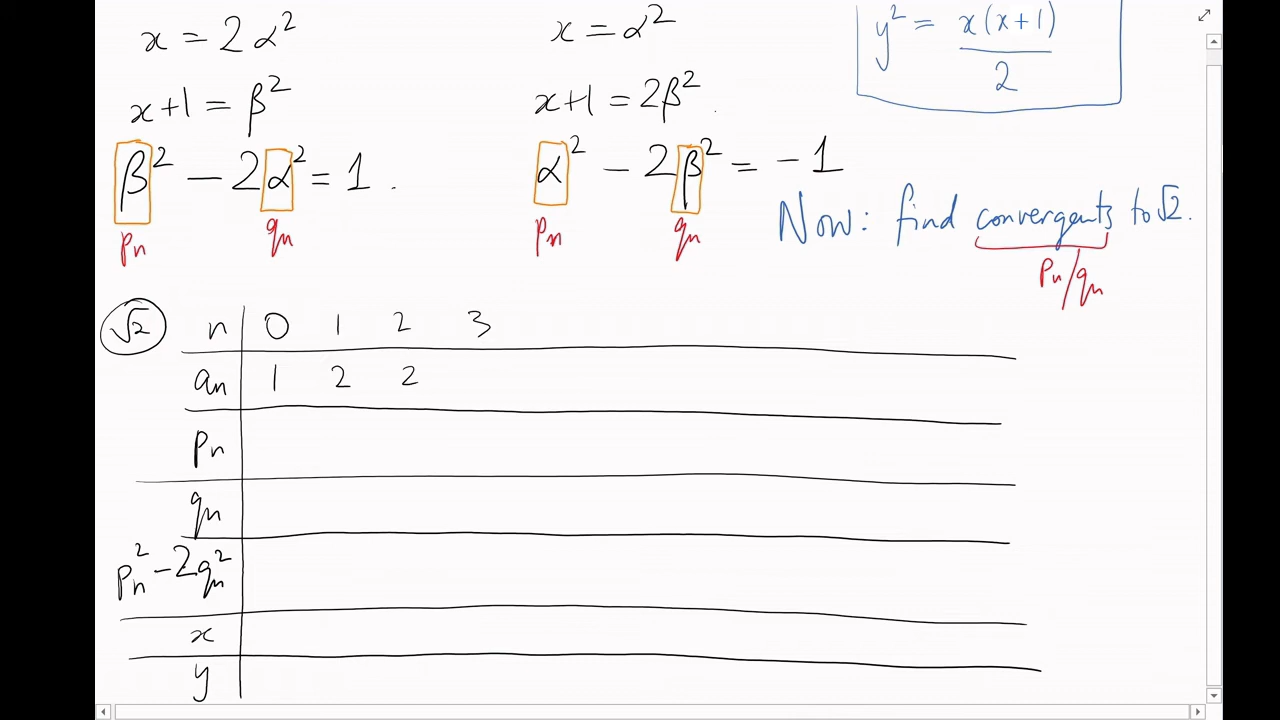 x = 2α²
x = α²
y² = x(x+1)/2
x+1 = β²
x+1 = 2β²
β² − 2α² = 1.
α² − 2β² = −1
pn qn
pn qn
Now: find convergents to √2.
Pn/qn
√2 n 0 1 2 3
an 1 2 2
pn
qn
pn² − 2qn²
x
y